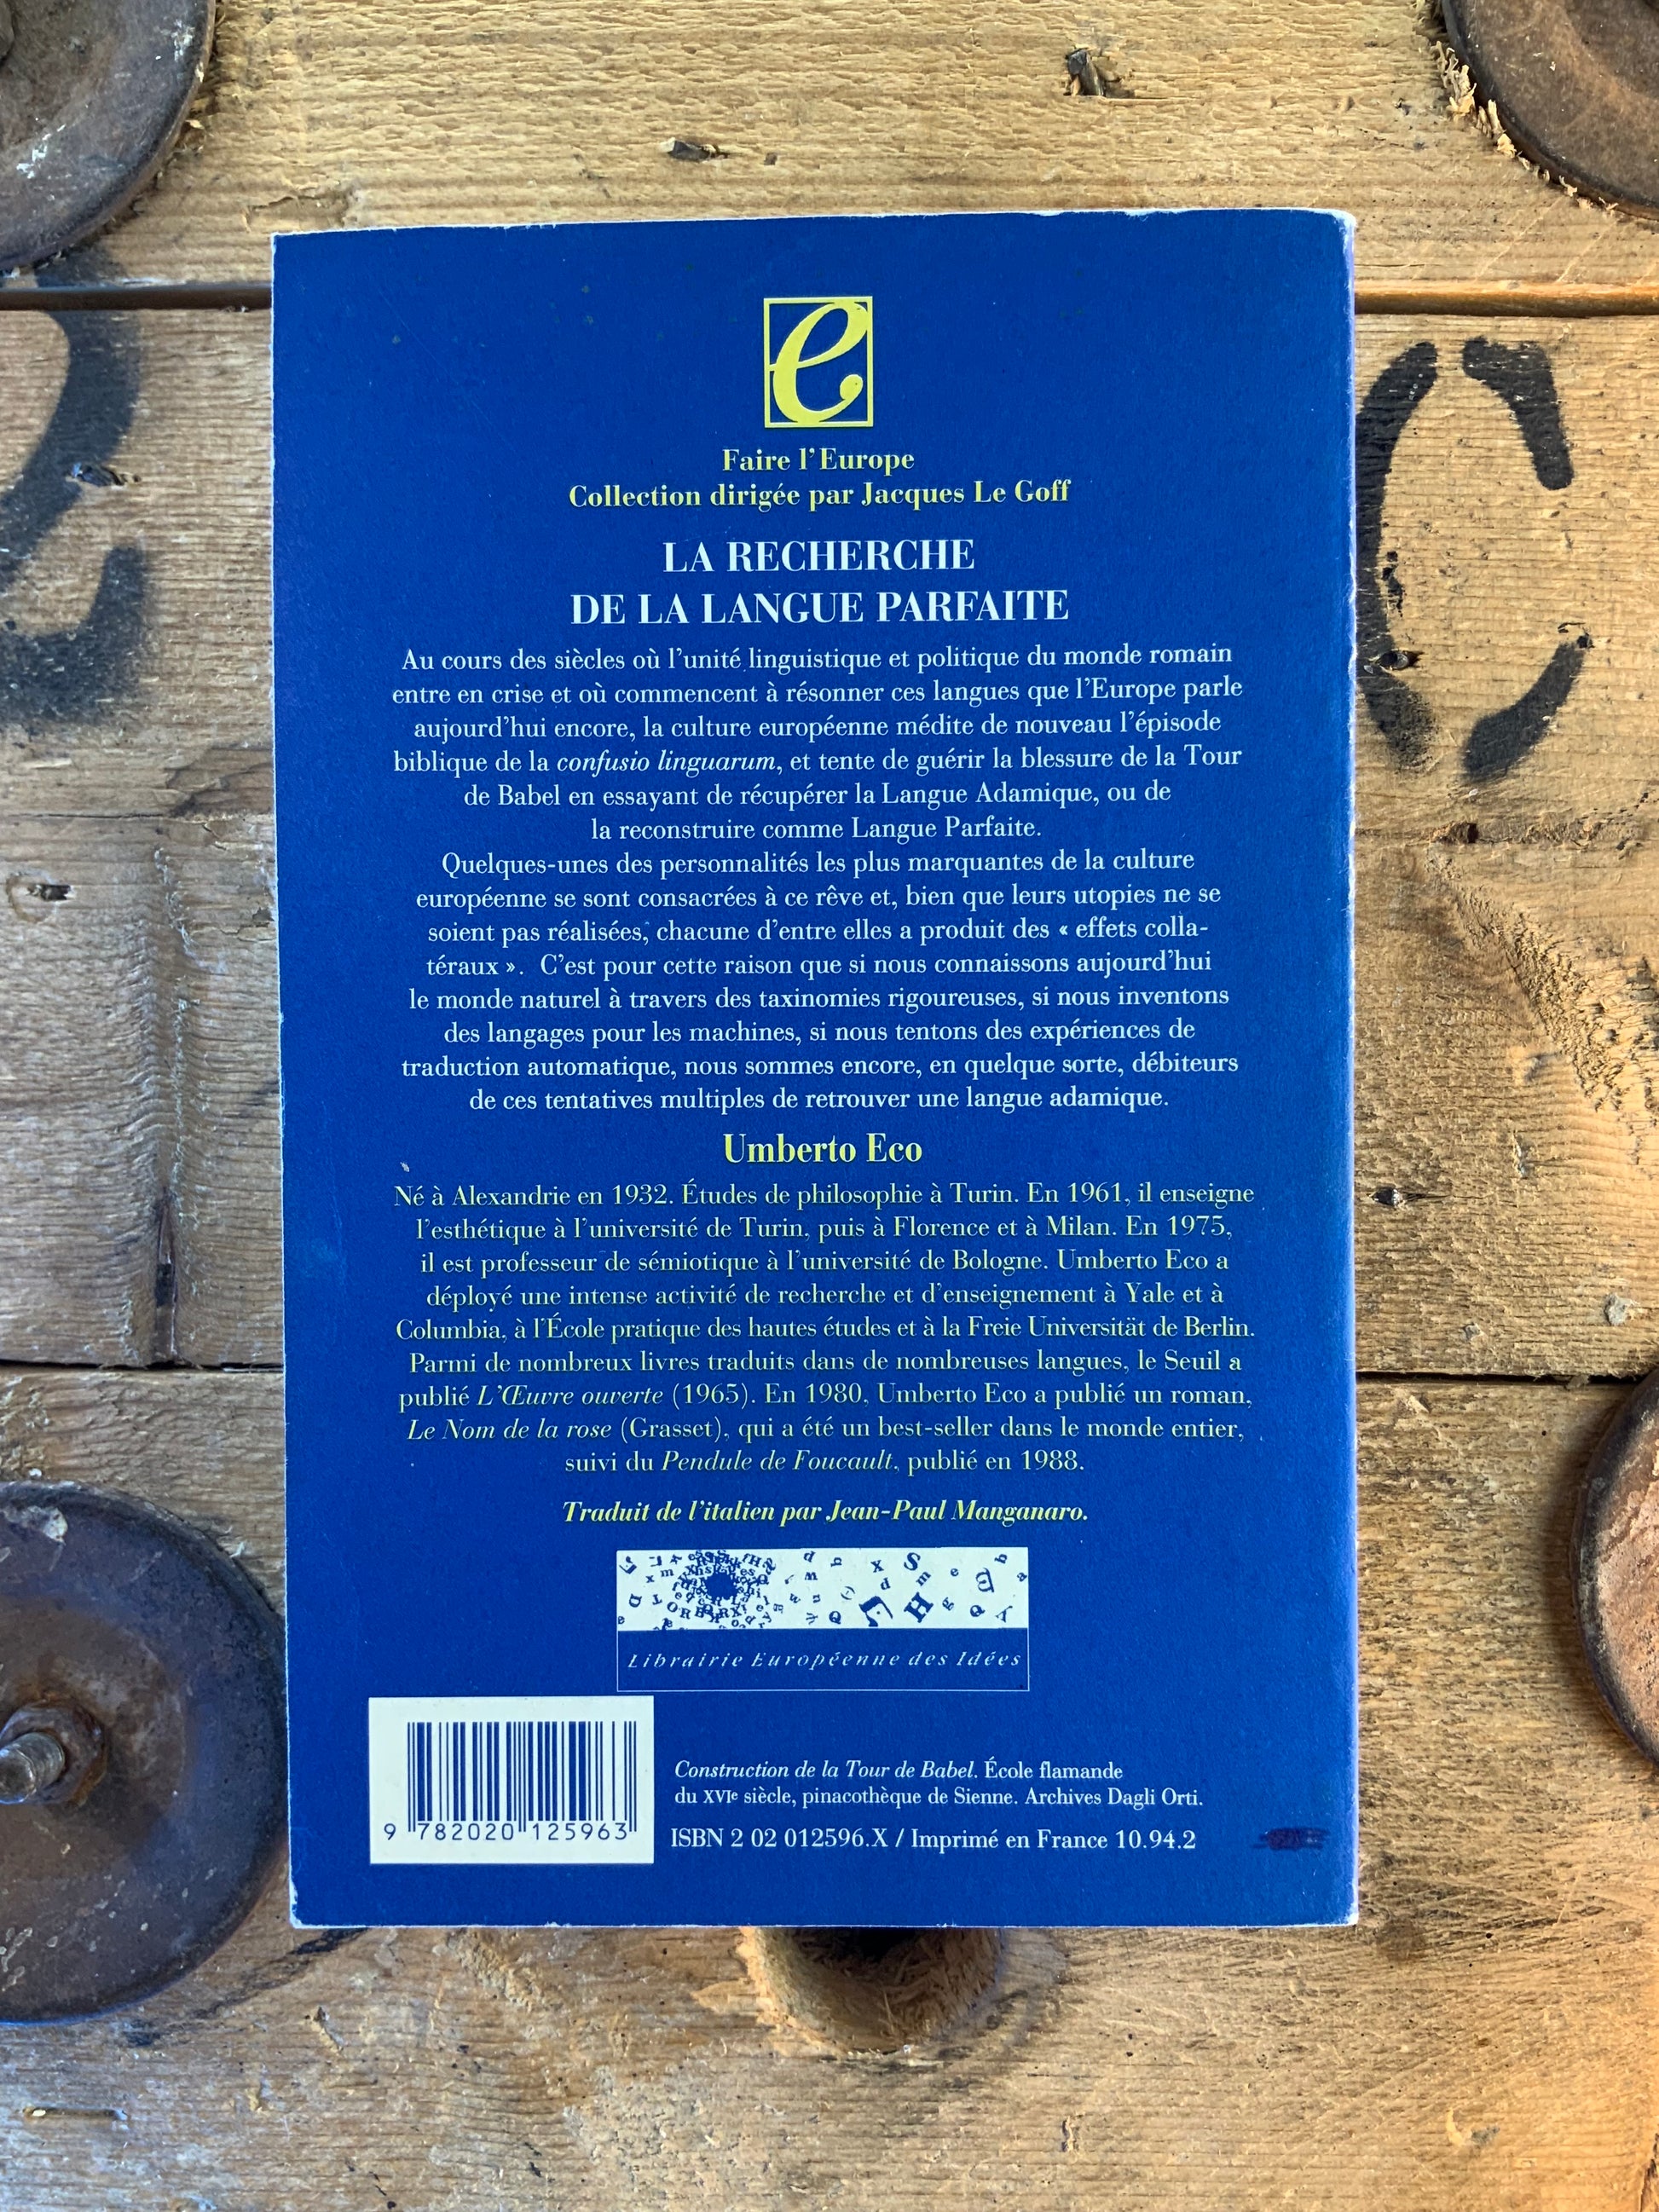 e
Faire l'Europe
Collection dirigée par Jacques Le Goff
LA RECHERCHE
DE LA LANGUE PARFAITE
Au cours des siècles où l'unité linguistique et politique du monde romain
entre en crise et où commencent à résonner ces langues que l'Europe parle
aujourd'hui encore, la culture européenne médite de nouveau l'épisode
biblique de la confusio linguarum, et tente de guérir la blessure de la Tour
de Babel en essayant de récupérer la Langue Adamique, ou de
la reconstruire comme Langue Parfaite.
Quelques-unes des personnalités les plus marquantes de la culture
européenne se sont consacrées à ce rêve et, bien que leurs utopies ne se
soient pas réalisées, chacune d'entre elles a produit des « effets colla-
téraux ». C'est pour cette raison que si nous connaissons aujourd'hui
le monde naturel à travers des taxinomies rigoureuses, si nous inventons
des langages pour les machines, si nous tentons des expériences de
traduction automatique, nous sommes encore, en quelque sorte, débiteurs
de ces tentatives multiples de retrouver une langue adamique.
Umberto Eco
Né à Alexandrie en 1932. Études de philosophie à Turin. En 1961, il enseigne
l'esthétique à l'université de Turin, puis à Florence et à Milan. En 1975,
il est professeur de sémiotique à l'université de Bologne. Umberto Eco a
déployé une intense activité de recherche et d'enseignement à Yale et à
Columbia, à l'École pratique des hautes études et à la Freie Universität de Berlin.
Parmi de nombreux livres traduits dans de nombreuses langues, le Seuil a
publié L'Œuvre ouverte (1965). En 1980, Umberto Eco a publié un roman,
Le Nom de la rose (Grasset), qui a été un best-seller dans le monde entier,
suivi du Pendule de Foucault, publié en 1988.
Traduit de l'italien par Jean-Paul Manganaro.
Librairie Européenne des Idées
Construction de la Tour de Babel. École flamande
du XVIe siècle, pinacothèque de Sienne. Archives Dagli Orti.
ISBN 2 02 012596.X / Imprimé en France 10.94.2
9 782020 125963
C